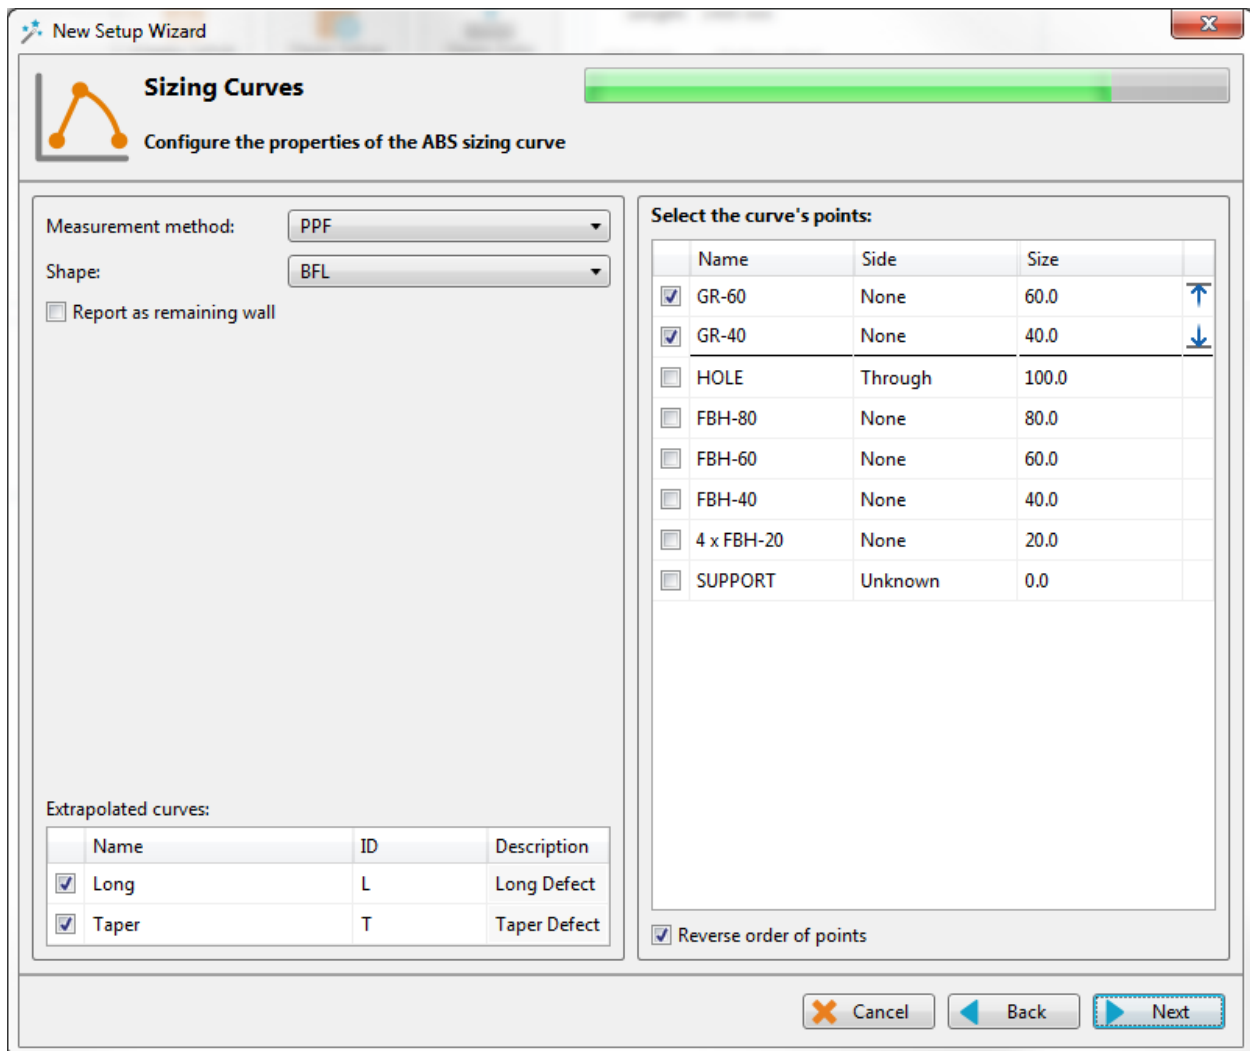 New Setup Wizard
Sizing Curves
Configure the properties of the ABS sizing curve
Measurement method: PPF
Shape: BFL
Report as remaining wall
Extrapolated curves:
Name ID Description
Long L Long Defect
Taper T Taper Defect
Select the curve's points:
Name Side Size
GR-60 None 60.0
GR-40 None 40.0
HOLE Through 100.0
FBH-80 None 80.0
FBH-60 None 60.0
FBH-40 None 40.0
4 x FBH-20 None 20.0
SUPPORT Unknown 0.0
Reverse order of points
Cancel Back Next